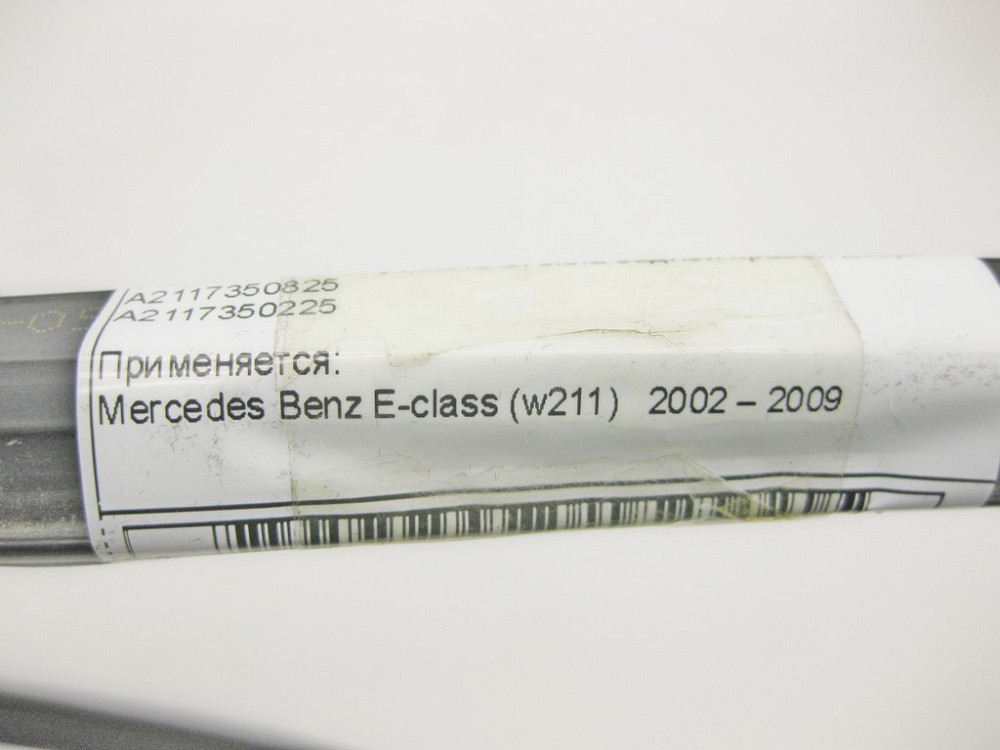 A2117350825
A2117350225
Применяется:
Mercedes Benz E-class (w211) 2002 – 2009